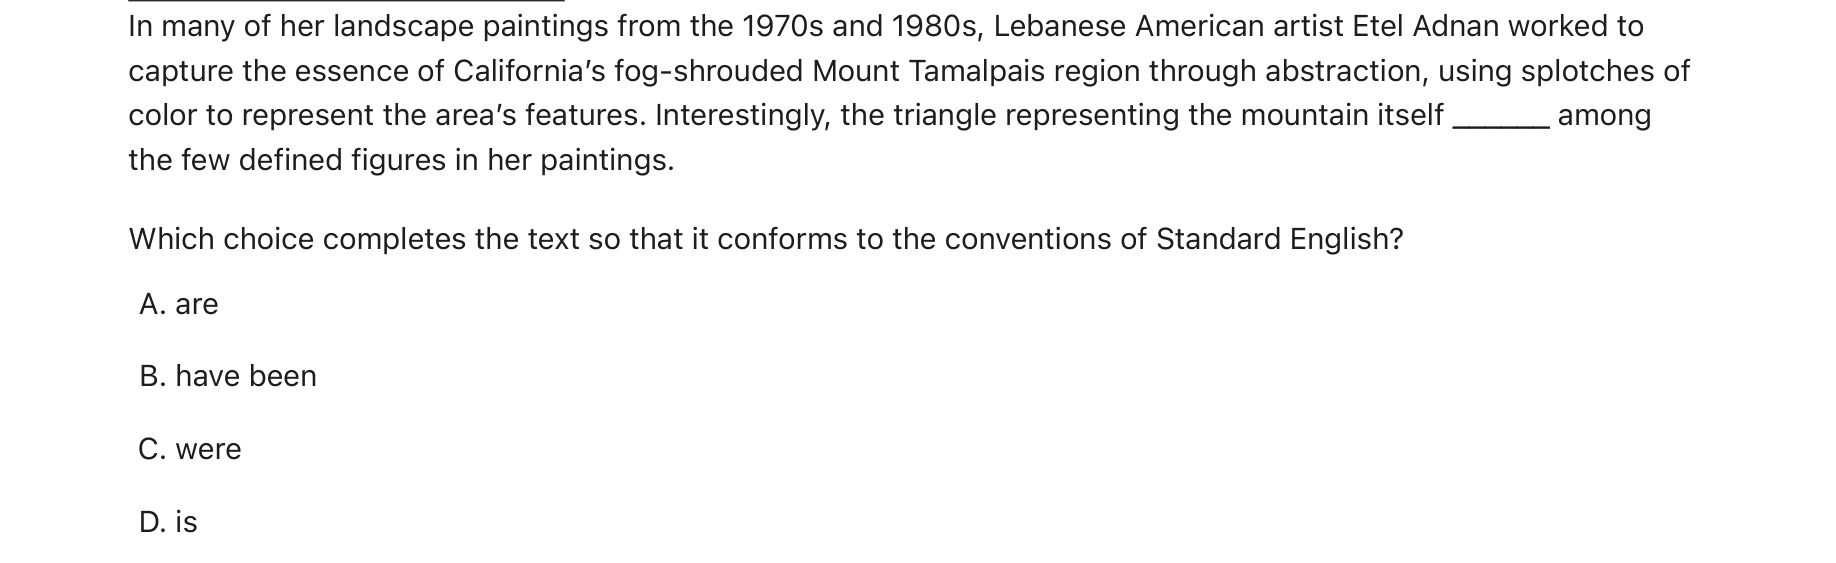 In many of her landscape paintings from the 1970s and 1980s, Lebanese American artist Etel Adnan worked to
capture the essence of California’s fog-shrouded Mount Tamalpais region through abstraction, using splotches of
color to represent the area’s features. Interestingly, the triangle representing the mountain itself ______ among
the few defined figures in her paintings.
Which choice completes the text so that it conforms to the conventions of Standard English?
A. are
B. have been
C. were
D. is